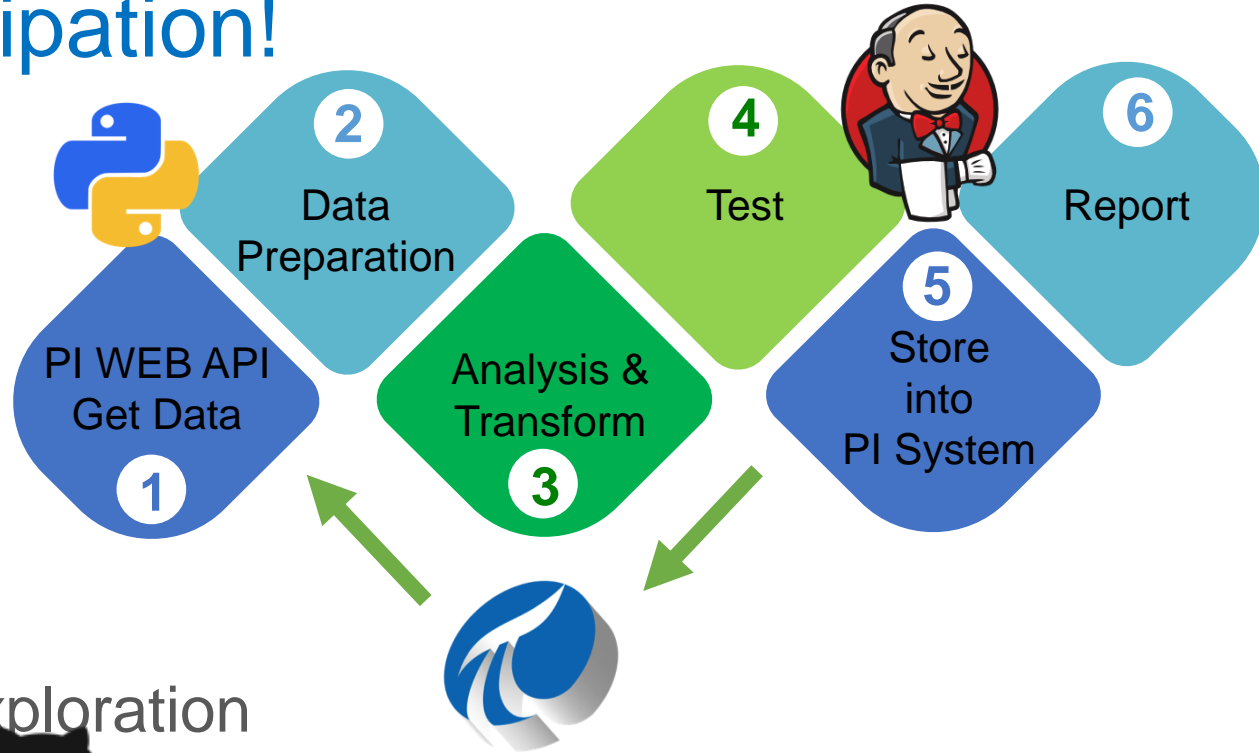 ipation!
1
PI WEB API
Get Data
2
Data
Preparation
3
Analysis &
Transform
4
Test
5
Store
into
PI System
6
Report
xploration